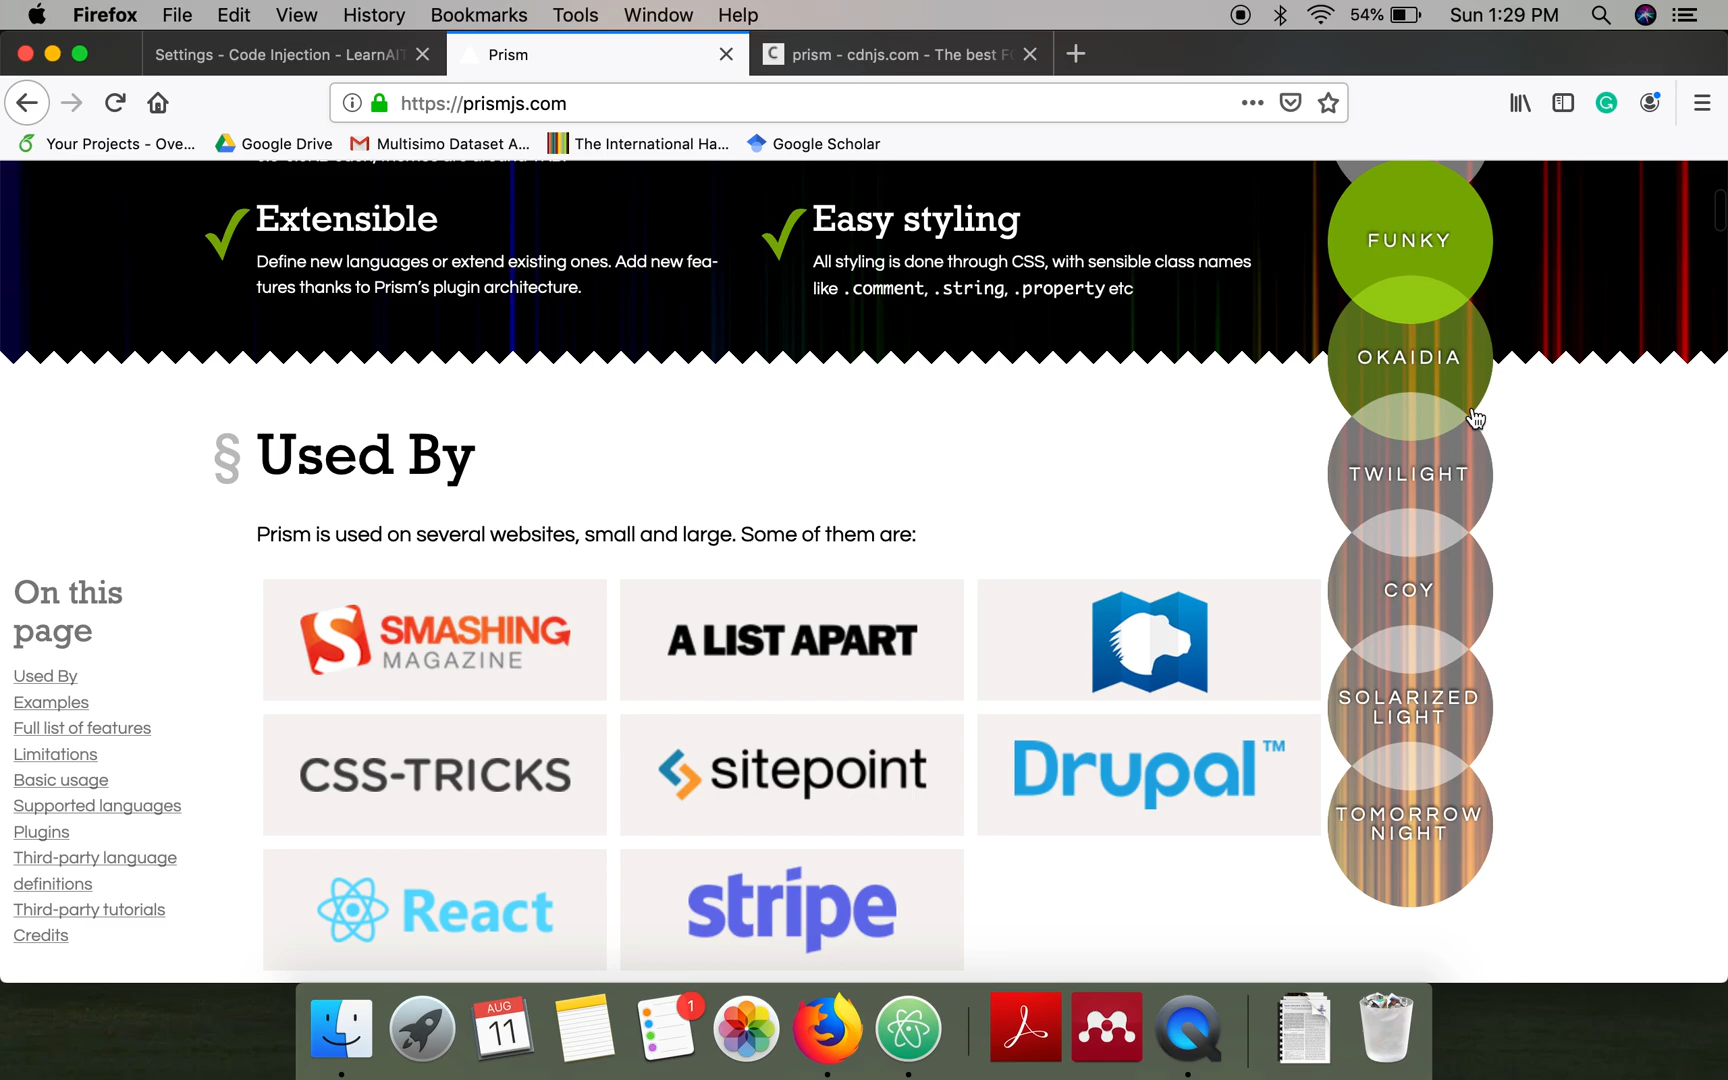 Firefox File Edit View History Bookmarks Tools Window Help 54% Sun 1:29 PM
Settings - Code Injection - LearnAI
Prism
C prism - cdnjs.com - The best F
https://prismjs.com
Your Projects - Ove...
Google Drive
Multisimo Dataset A...
The International Ha...
Google Scholar
Extensible
Define new languages or extend existing ones. Add new fea-
tures thanks to Prism’s plugin architecture.
Easy styling
All styling is done through CSS, with sensible class names
like .comment, .string, .property etc
FUNKY
OKAIDIA
TWILIGHT
COY
SOLARIZED
LIGHT
TOMORROW
NIGHT
§ Used By
Prism is used on several websites, small and large. Some of them are:
On this
page
Used By
Examples
Full list of features
Limitations
Basic usage
Supported languages
Plugins
Third-party language
definitions
Third-party tutorials
Credits
SMASHING
MAGAZINE
A LIST APART
CSS-TRICKS
sitepoint
Drupal™
React
stripe
AUG
11
1